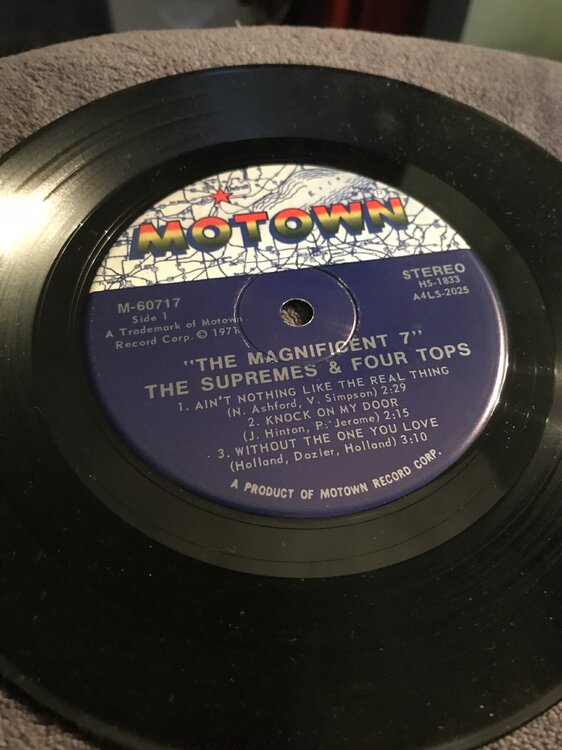 MOTOWN
®
M-60717
Side 1
A Trademark of Motown
Record Corp. © 1971
STEREO
HS-1833
A4LS-2025
"THE MAGNIFICENT 7"
THE SUPREMES & FOUR TOPS
1. AIN'T NOTHING LIKE THE REAL THING
(N. Ashford, V. Simpson) 2:29
2. KNOCK ON MY DOOR
(J. Hinton, P. Jerome) 2:15
3. WITHOUT THE ONE YOU LOVE
(Holland, Dozier, Holland) 3:10
A PRODUCT OF MOTOWN RECORD CORP.